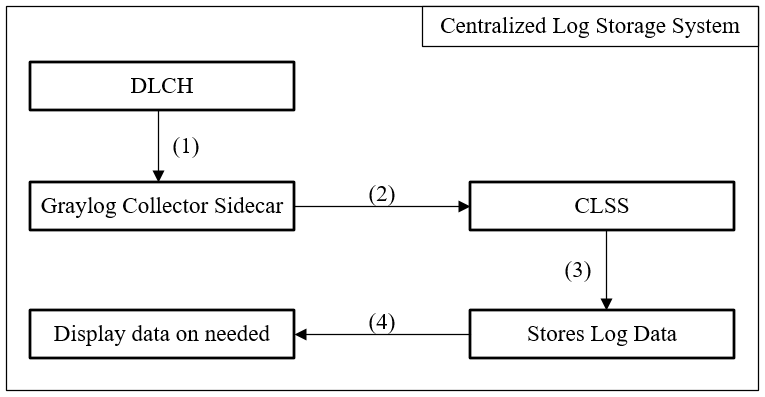 Centralized Log Storage System
DLCH
(1)
Graylog Collector Sidecar
(2)
CLSS
(3)
Display data on needed
(4)
Stores Log Data